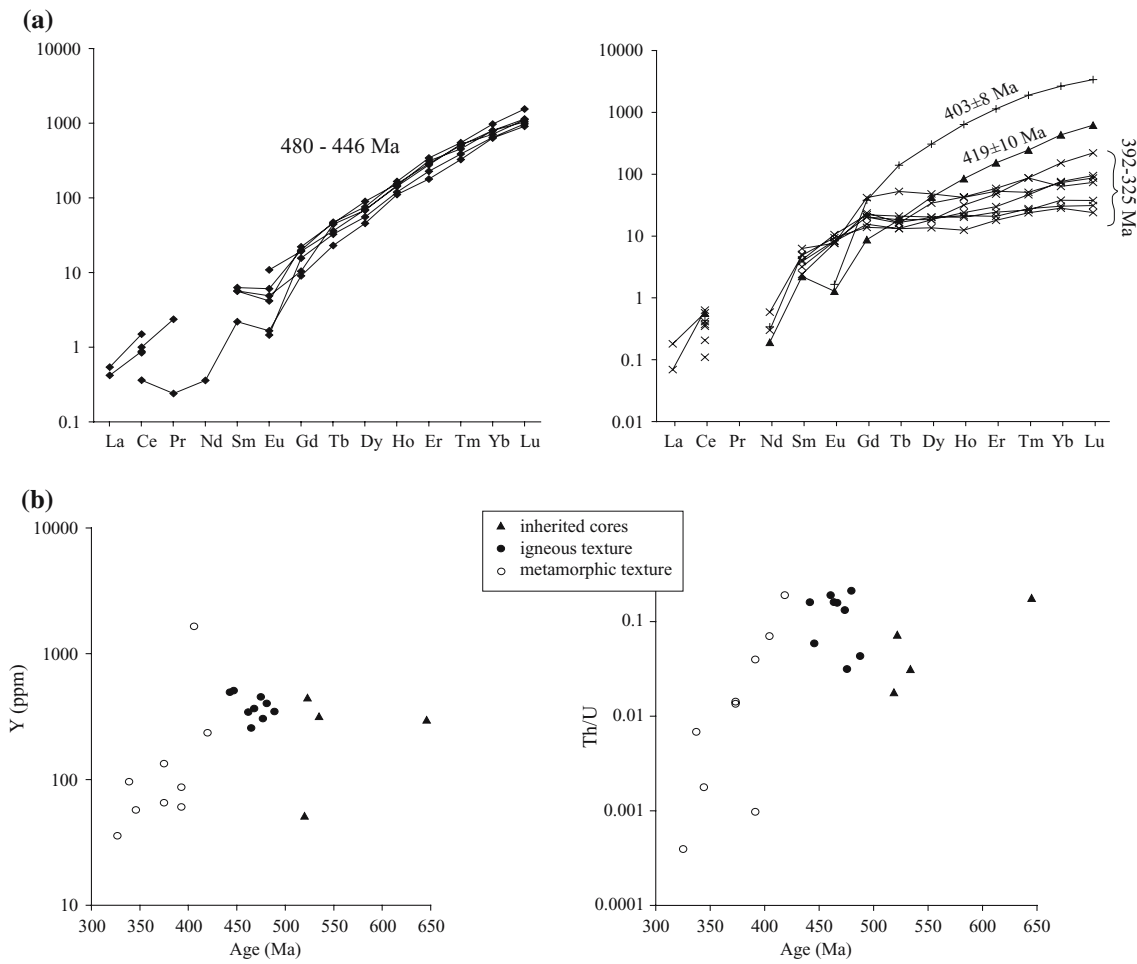 (a)
10000
1000
100
10
1
0.1
480 - 446 Ma
La Ce Pr Nd Sm Eu Gd Tb Dy Ho Er Tm Yb Lu
10000
1000
100
10
1
0.1
0.01
403±8 Ma
419±10 Ma
392-325 Ma
La Ce Pr Nd Sm Eu Gd Tb Dy Ho Er Tm Yb Lu
(b)
inherited cores
igneous texture
metamorphic texture
Y (ppm)
10000
1000
100
10
300 350 400 450 500 550 600 650
Age (Ma)
Th/U
0.1
0.01
0.001
0.0001
300 350 400 450 500 550 600 650
Age (Ma)